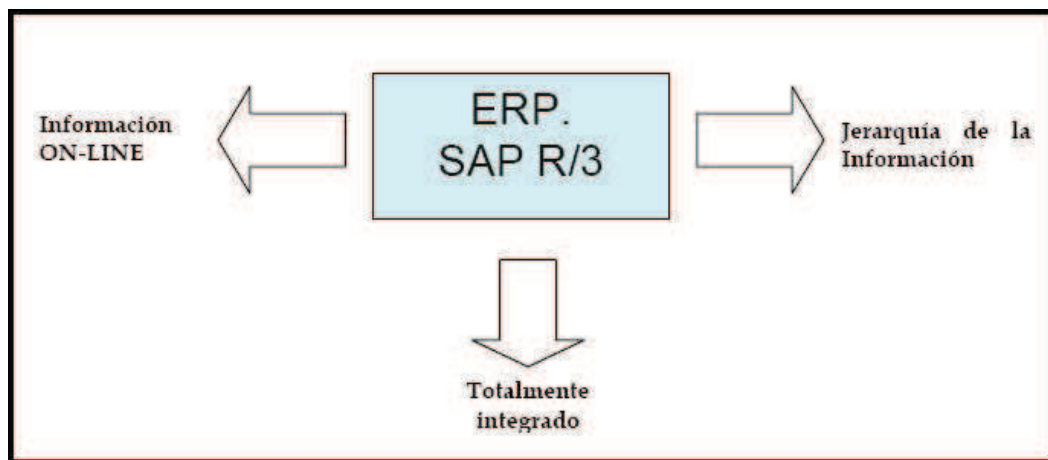 ERP.
SAP R/3
Información
ON-LINE
Jerarquía de la
Información
Totalmente
integrado